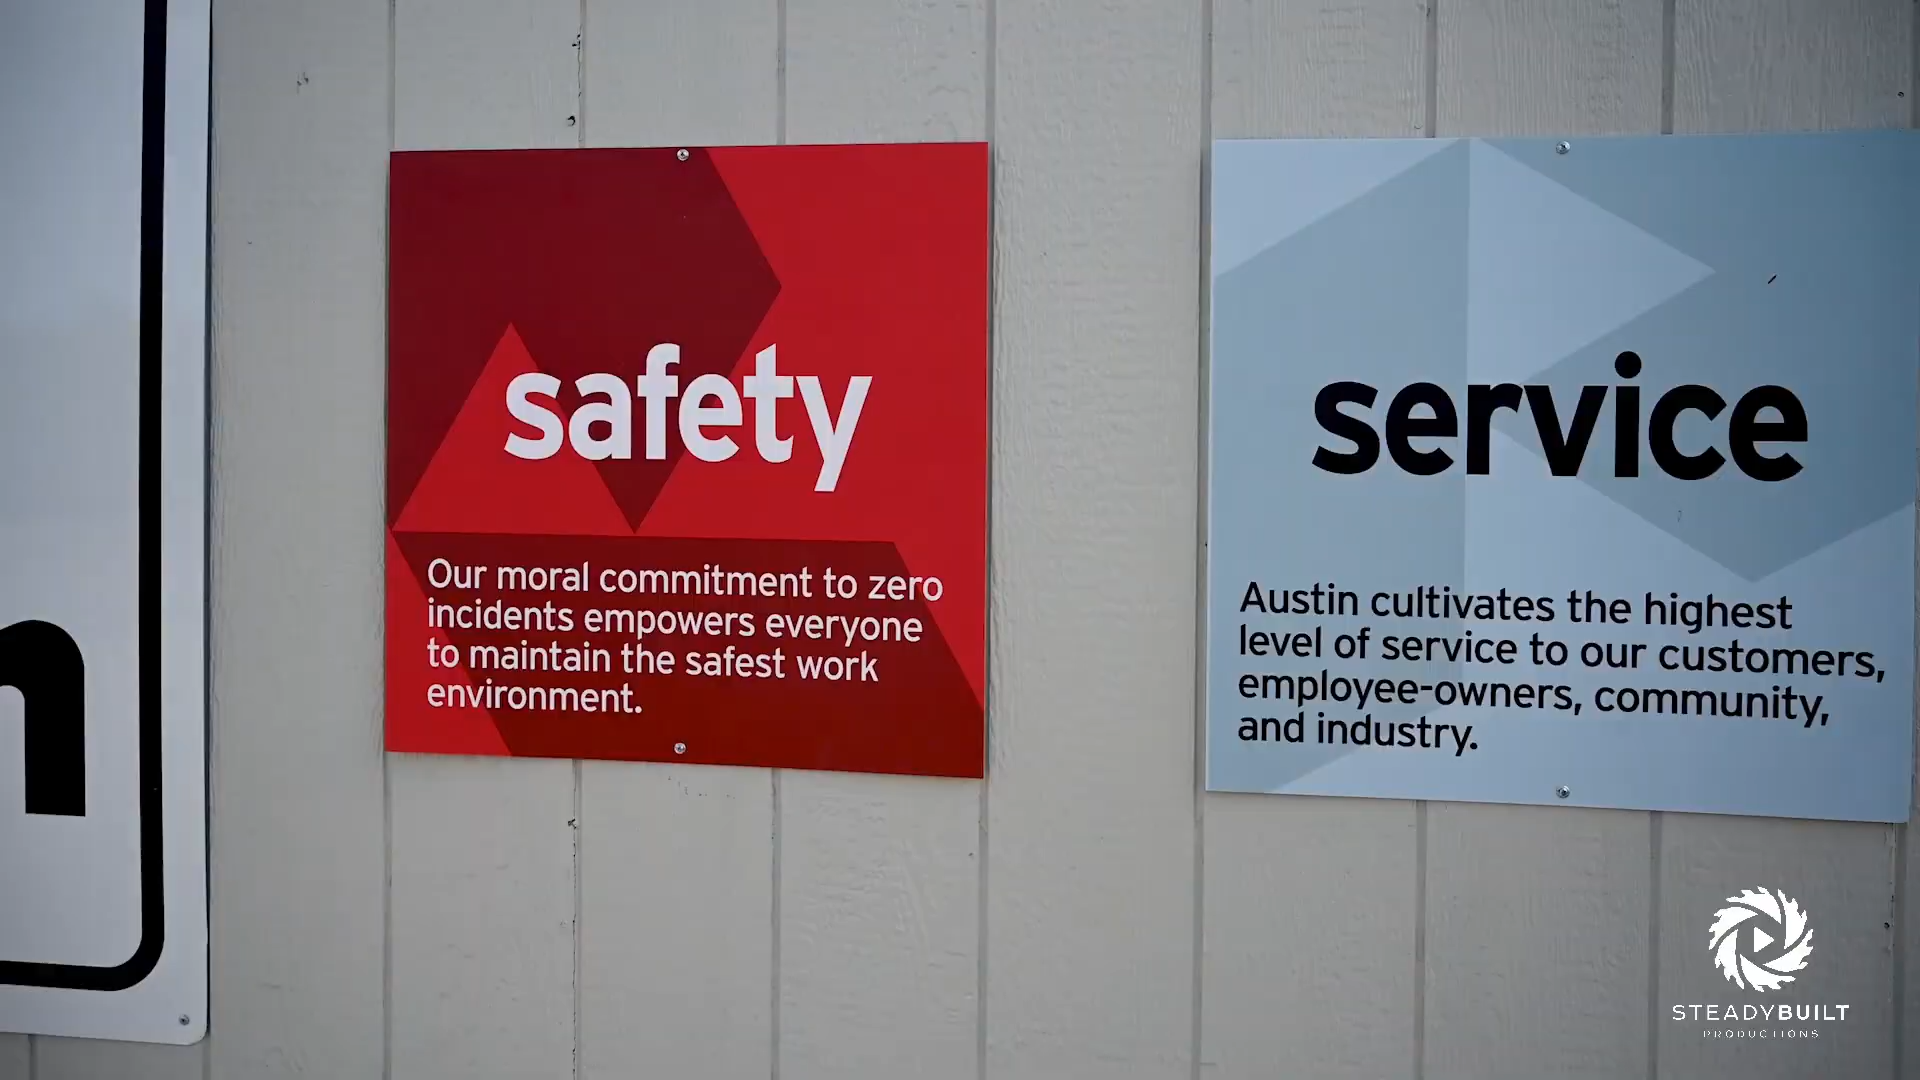 safety
Our moral commitment to zero
incidents empowers everyone
to maintain the safest work
environment.
service
Austin cultivates the highest
level of service to our customers,
employee-owners, community,
and industry.
STEADYBUILT
PRODUCTIONS